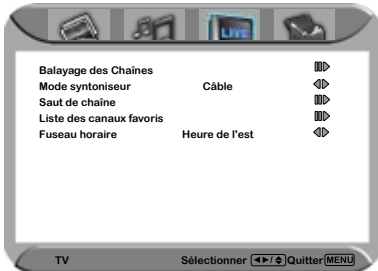 LIVE
Balayage des Chaînes
Mode syntoniseur Câble
Saut de chaîne
Liste des canaux favoris
Fuseau horaire Heure de l'est
TV Sélectionner Quitter MENU